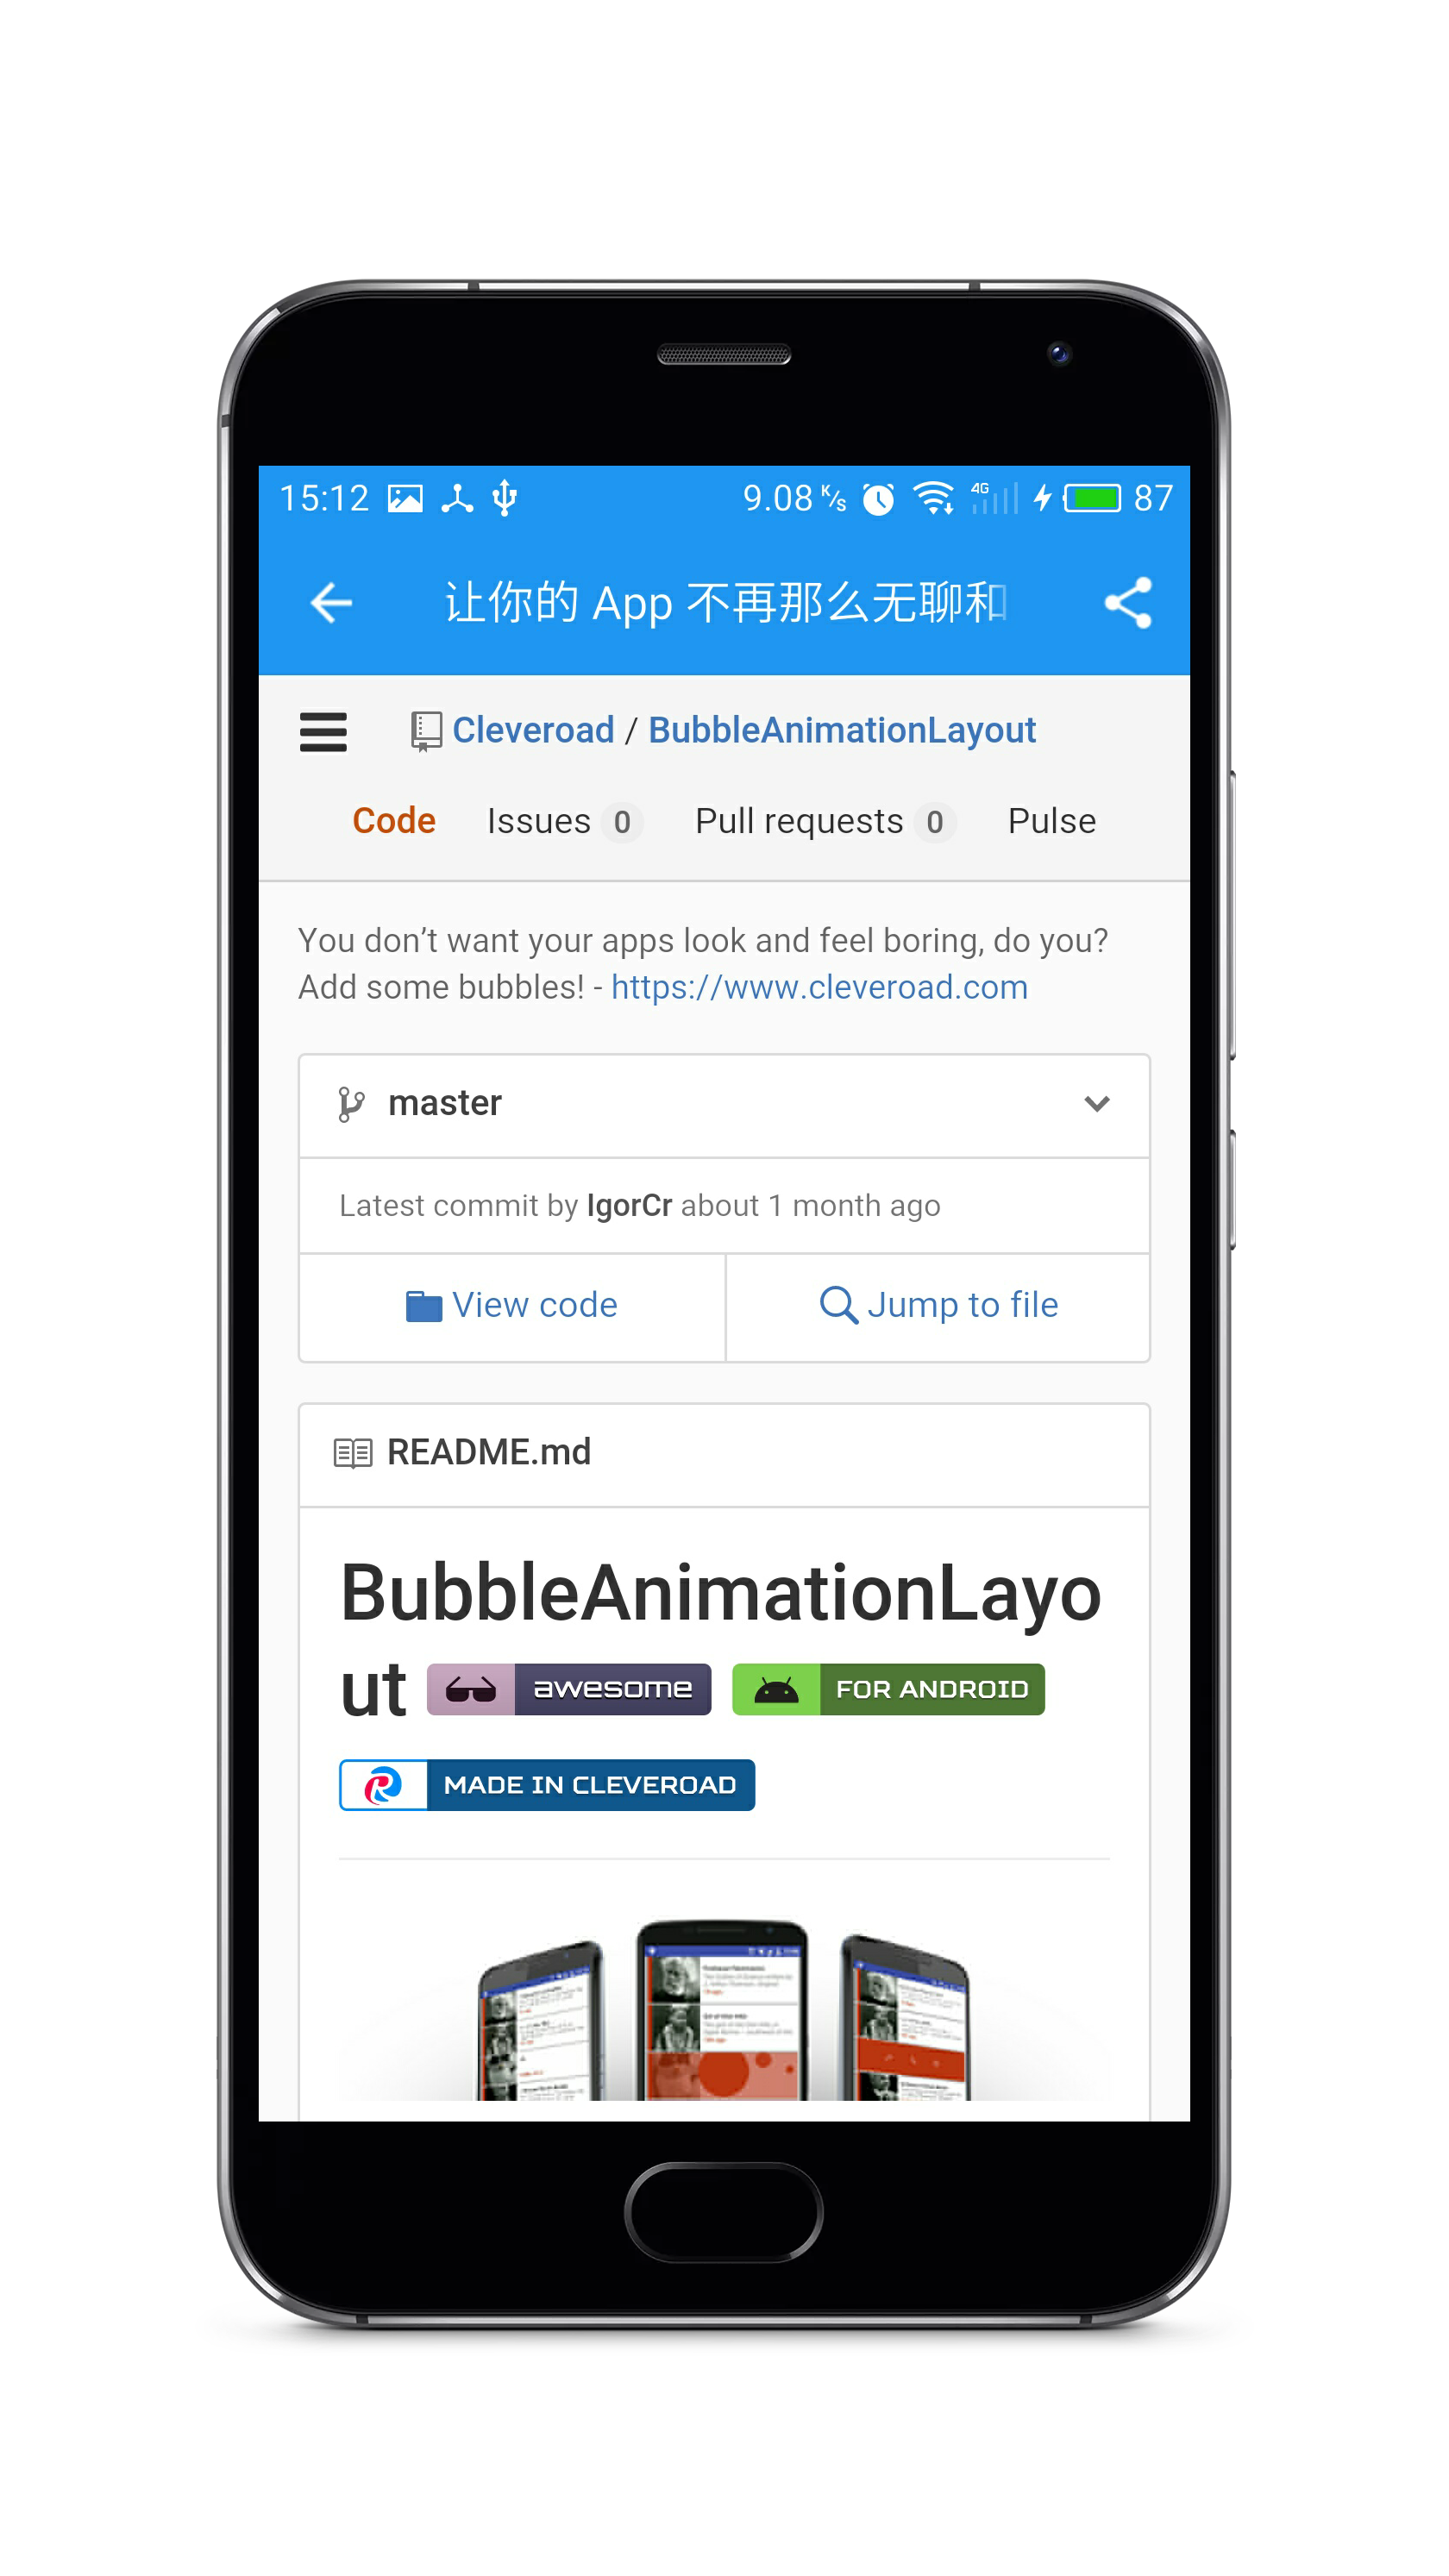 15:12 9.08 K/s 4G 87
让你的 App 不再那么无聊和
Cleveroad / BubbleAnimationLayout
Code Issues 0 Pull requests 0 Pulse
You don’t want your apps look and feel boring, do you?
Add some bubbles! - https://www.cleveroad.com
master
Latest commit by IgorCr about 1 month ago
View code Jump to file
README.md
BubbleAnimationLayo
ut awesome FOR ANDROID
MADE IN CLEVEROAD